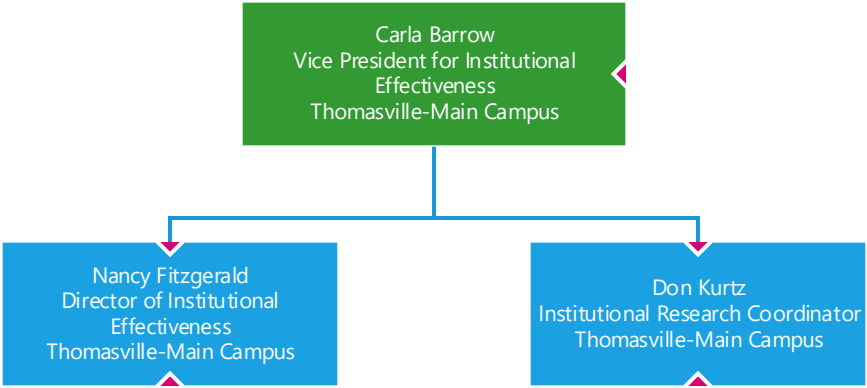 Carla Barrow
Vice President for Institutional
Effectiveness
Thomasville-Main Campus
Nancy Fitzgerald
Director of Institutional
Effectiveness
Thomasville-Main Campus
Don Kurtz
Institutional Research Coordinator
Thomasville-Main Campus